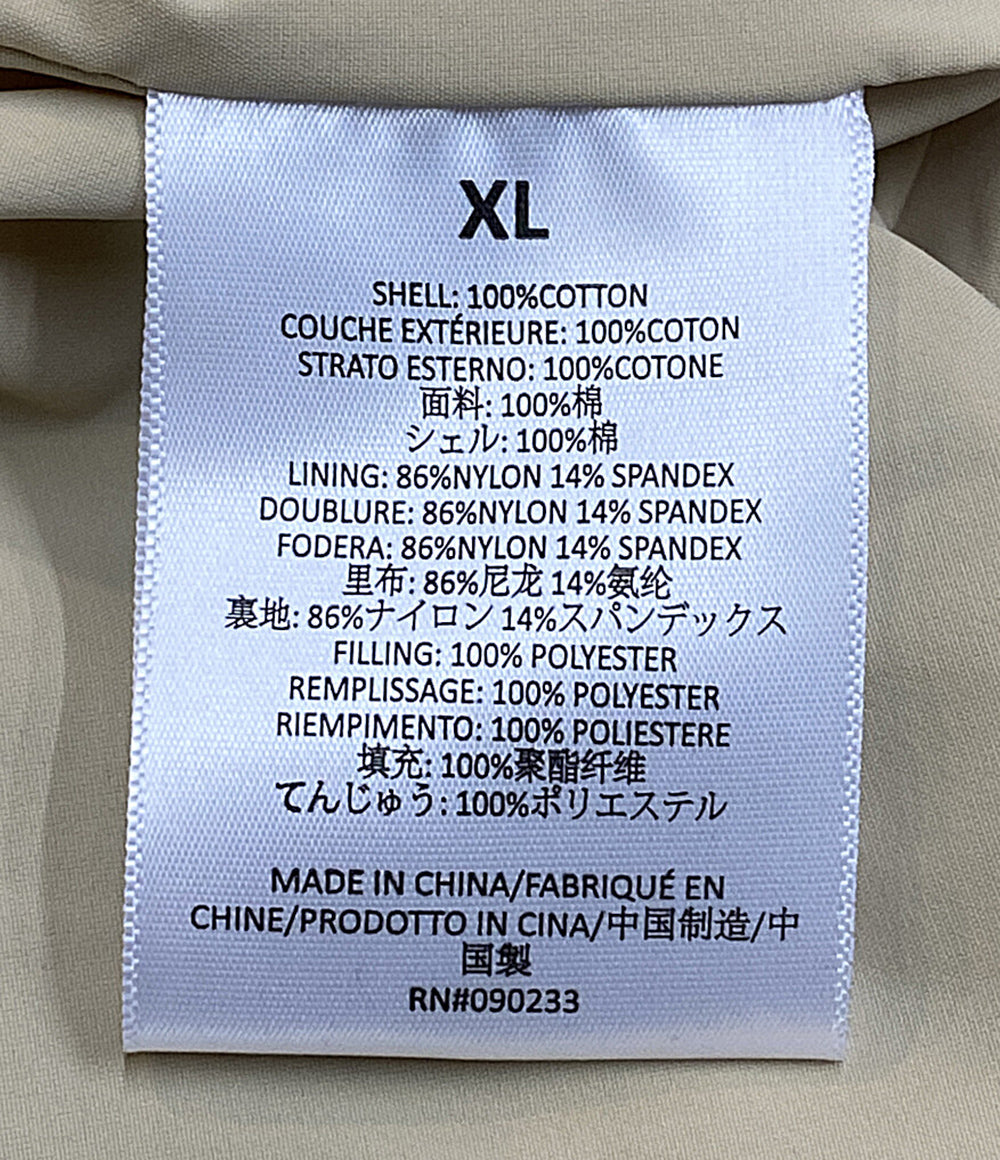 XL
SHELL: 100%COTTON
COUCHE EXTÉRIEURE: 100%COTON
STRATO ESTERNO: 100%COTONE
面料: 100%棉
シェル: 100%棉
LINING: 86%NYLON 14% SPANDEX
DOUBLURE: 86%NYLON 14% SPANDEX
FODERA: 86%NYLON 14% SPANDEX
里布: 86%尼龙 14%氨纶
裏地: 86%ナイロン 14%スパンデックス
FILLING: 100% POLYESTER
REMPLISSAGE: 100% POLYESTER
RIEMPIMENTO: 100% POLIESTERE
填充: 100%聚酯纤维
てんじゅう: 100%ポリエステル
MADE IN CHINA/FABRIQUÉ EN
CHINE/PRODOTTO IN CINA/中国制造/中
国製
RN#090233